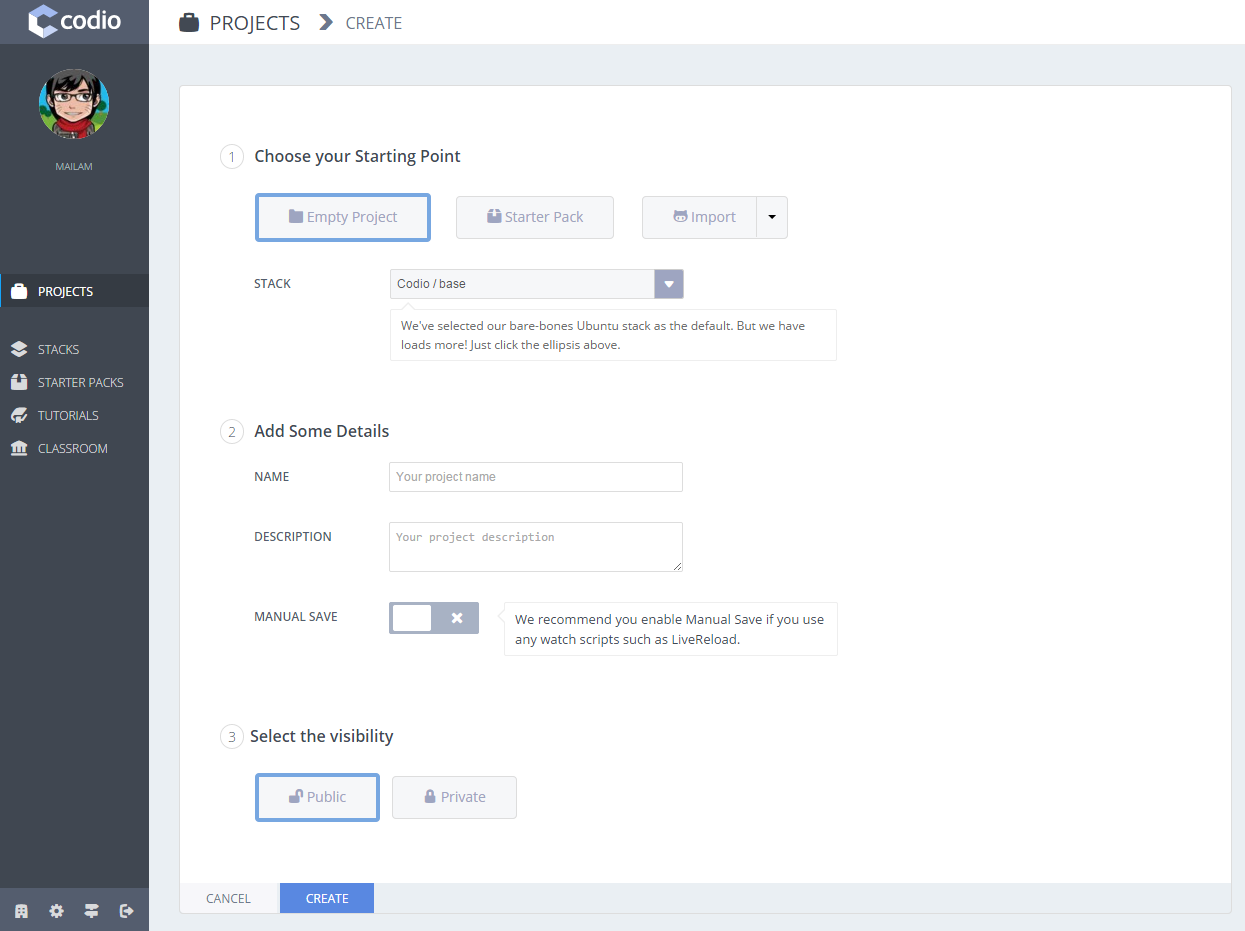 codio
PROJECTS CREATE
MAILAM
PROJECTS
STACKS
STARTER PACKS
TUTORIALS
CLASSROOM
1 Choose your Starting Point
Empty Project Starter Pack Import
STACK Codio / base
We've selected our bare-bones Ubuntu stack as the default. But we have
loads more! Just click the ellipsis above.
2 Add Some Details
NAME Your project name
DESCRIPTION Your project description
MANUAL SAVE
We recommend you enable Manual Save if you use
any watch scripts such as LiveReload.
3 Select the visibility
Public Private
CANCEL CREATE